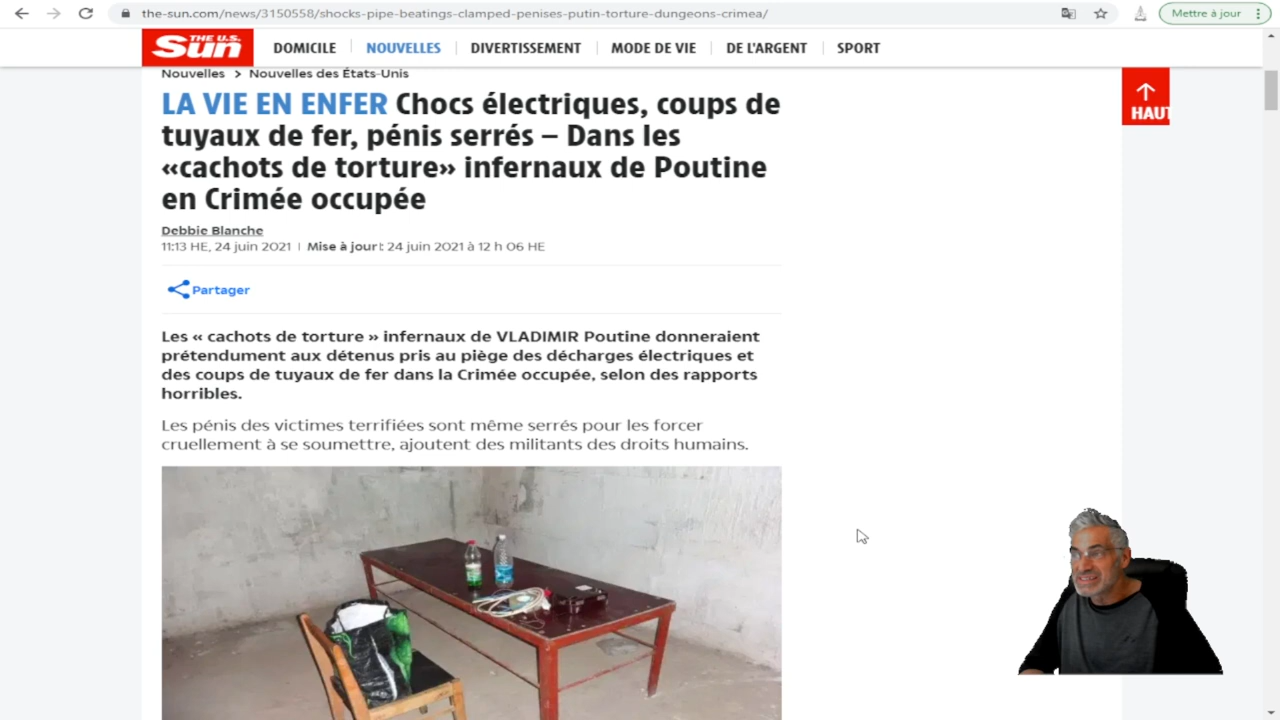 the-sun.com/news/3150558/shocks-pipe-beatings-clamped-penises-putin-torture-dungeons-crimea/
Mettre à jour
THE U.S. Sun
DOMICILE NOUVELLES DIVERTISSEMENT MODE DE VIE DE L'ARGENT SPORT
Nouvelles > Nouvelles des États-Unis
HAUT
LA VIE EN ENFER Chocs électriques, coups de
tuyaux de fer, pénis serrés – Dans les
«cachots de torture» infernaux de Poutine
en Crimée occupée
Debbie Blanche
11:13 HE, 24 juin 2021 | Mise à jour : 24 juin 2021 à 12 h 06 HE
Partager
Les « cachots de torture » infernaux de VLADIMIR Poutine donneraient
prétendument aux détenus pris au piège des décharges électriques et
des coups de tuyaux de fer dans la Crimée occupée, selon des rapports
horribles.
Les pénis des victimes terrifiées sont même serrés pour les forcer
cruellement à se soumettre, ajoutent des militants des droits humains.